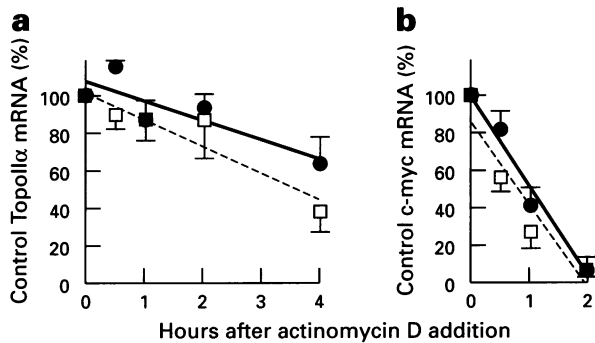 a
Control TopoIIα mRNA (%)
100
80
60
40
20
0
0 1 2 3 4
b
Control c-myc mRNA (%)
100
80
60
40
20
0
0 1 2
Hours after actinomycin D addition